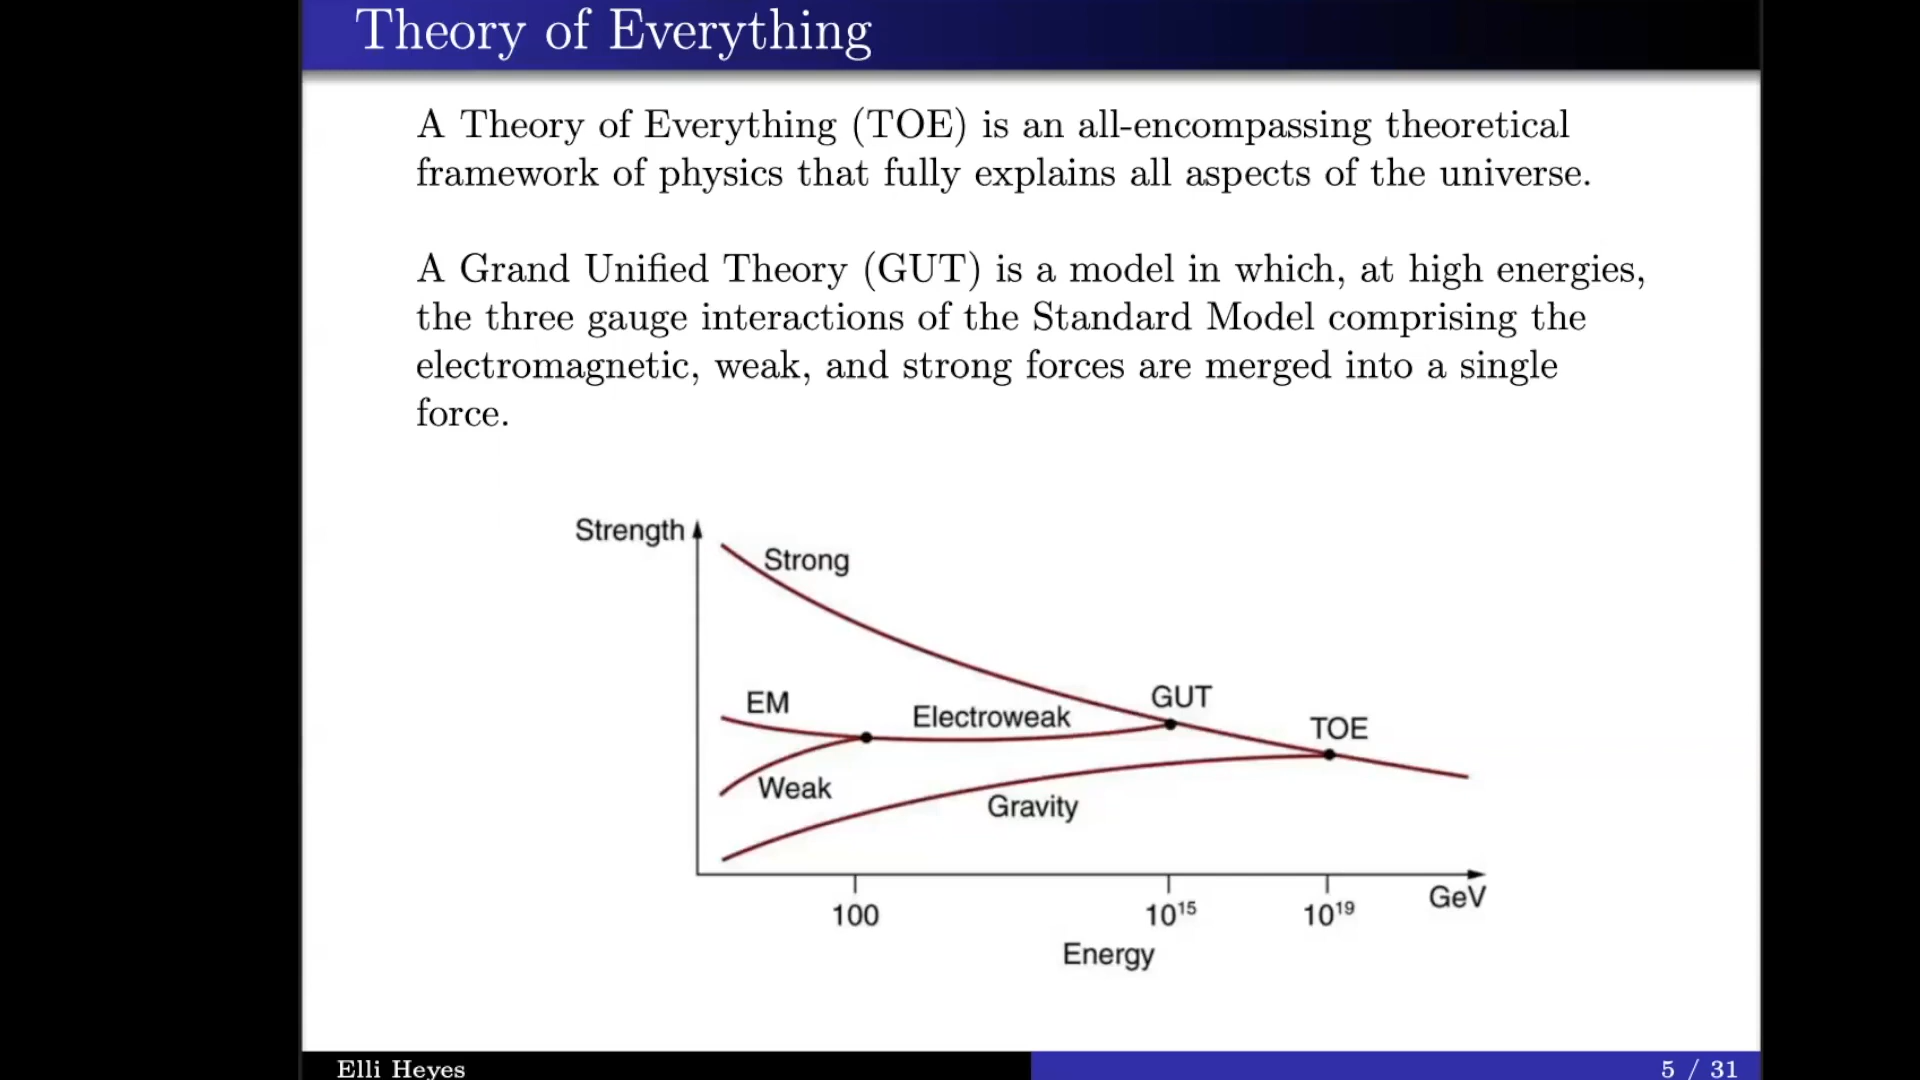 Theory of Everything
A Theory of Everything (TOE) is an all-encompassing theoretical
framework of physics that fully explains all aspects of the universe.
A Grand Unified Theory (GUT) is a model in which, at high energies,
the three gauge interactions of the Standard Model comprising the
electromagnetic, weak, and strong forces are merged into a single
force.
Strength
Strong
EM
Electroweak
GUT
TOE
Weak
Gravity
100
10¹⁵
10¹⁹
GeV
Energy
Elli Heyes
5 / 31